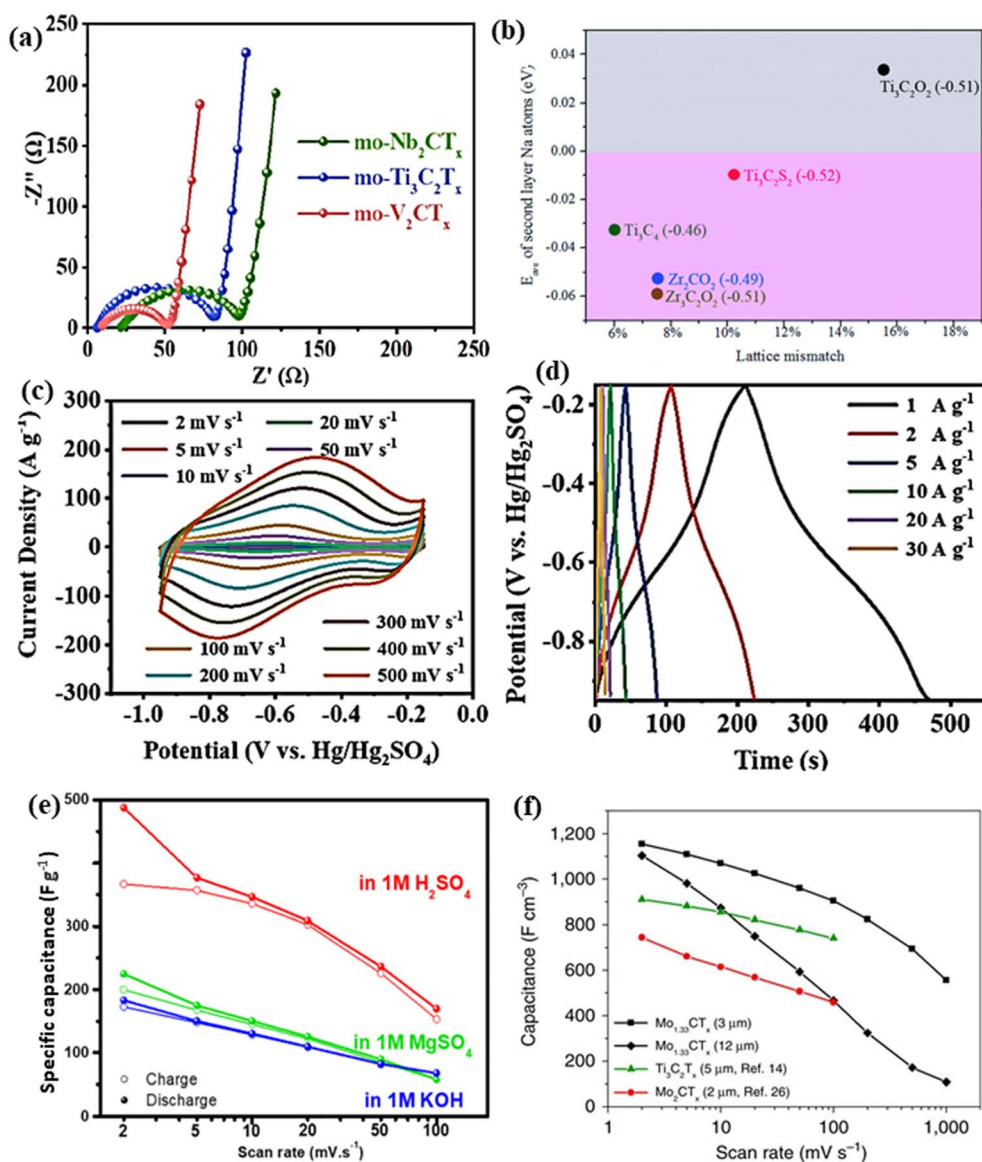 (a)
250
200
150
100
50
0
-Z'' (Ω)
mo-Nb₂CTₓ
mo-Ti₃C₂Tₓ
mo-V₂CTₓ
0 50 100 150 200 250
Z' (Ω)
(b)
0.04
0.02
0.00
-0.02
-0.04
-0.06
of second layer Na atoms (eV)
Ti₃C₂O₂ (-0.51)
Ti₃C₂S₂ (-0.52)
Ti₃C₄ (-0.46)
Zr₂CO₂ (-0.49)
Zr₃C₂O₂ (-0.51)
6% 8% 10% 12% 14% 16% 18%
Lattice mismatch
(c)
300
200
100
0
-100
-200
-300
Current Density (A g⁻¹)
2 mV s⁻¹ 20 mV s⁻¹
5 mV s⁻¹ 50 mV s⁻¹
10 mV s⁻¹
300 mV s⁻¹
100 mV s⁻¹ 400 mV s⁻¹
200 mV s⁻¹ 500 mV s⁻¹
-1.0 -0.8 -0.6 -0.4 -0.2 0.0
Potential (V vs. Hg/Hg₂SO₄)
(d)
-0.2
-0.4
-0.6
-0.8
Potential (V vs. Hg/Hg₂SO₄)
1 A g⁻¹
2 A g⁻¹
5 A g⁻¹
10 A g⁻¹
20 A g⁻¹
30 A g⁻¹
0 100 200 300 400 500
Time (s)
(e)
500
300
100
0
Specific capacitance (F g⁻¹)
in 1M H₂SO₄
in 1M MgSO₄
in 1M KOH
Charge
Discharge
2 5 10 20 50 100
Scan rate (mV.s⁻¹)
(f)
1,200
1,000
800
600
400
200
0
Capacitance (F cm⁻³)
Mo₁.₃₃CTₓ (3 μm)
Mo₁.₃₃CTₓ (12 μm)
Ti₃C₂Tₓ (5 μm, Ref. 14)
Mo₂CTₓ (2 μm, Ref. 26)
1 10 100 1,000
Scan rate (mV s⁻¹)